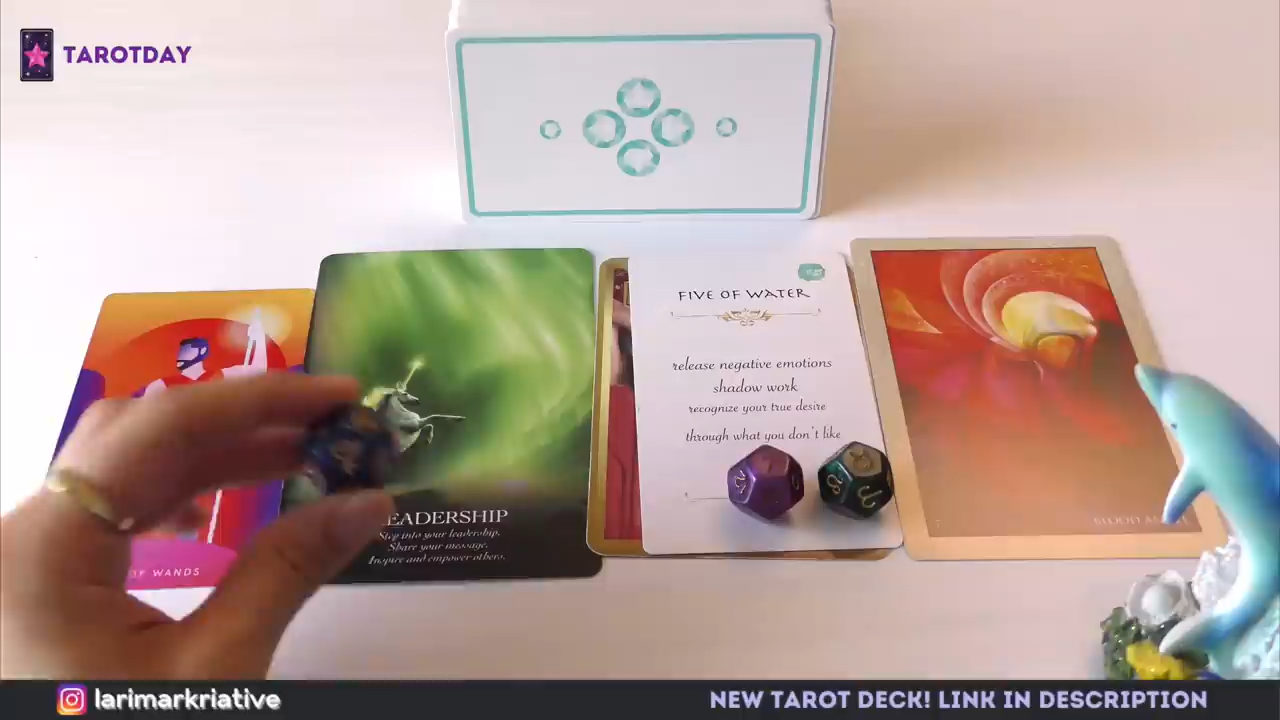 TAROTDAY
FIVE OF WATER
release negative emotions
shadow work
recognize your true desire
through what you don't like
LEADERSHIP
Step into your leadership.
Share your message.
Inspire and empower others.
OF WANDS
BLOOD
larimarkriative
NEW TAROT DECK! LINK IN DESCRIPTION